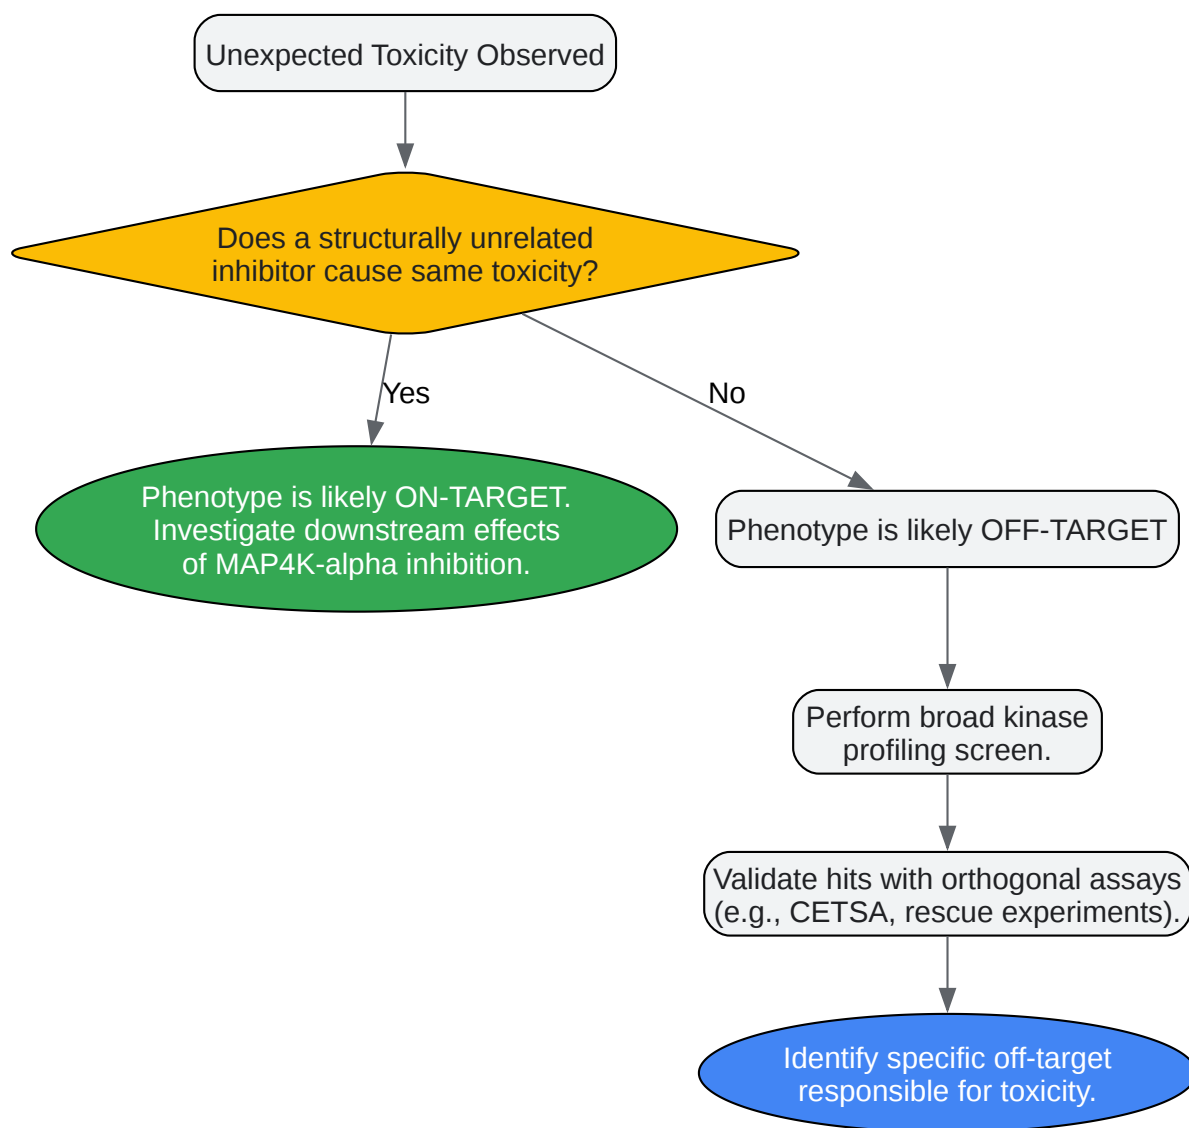 Unexpected Toxicity Observed
Does a structurally unrelated
inhibitor cause same toxicity?
Yes
No
Phenotype is likely ON-TARGET.
Investigate downstream effects
of MAP4K-alpha inhibition.
Phenotype is likely OFF-TARGET
Perform broad kinase
profiling screen.
Validate hits with orthogonal assays
(e.g., CETSA, rescue experiments).
Identify specific off-target
responsible for toxicity.